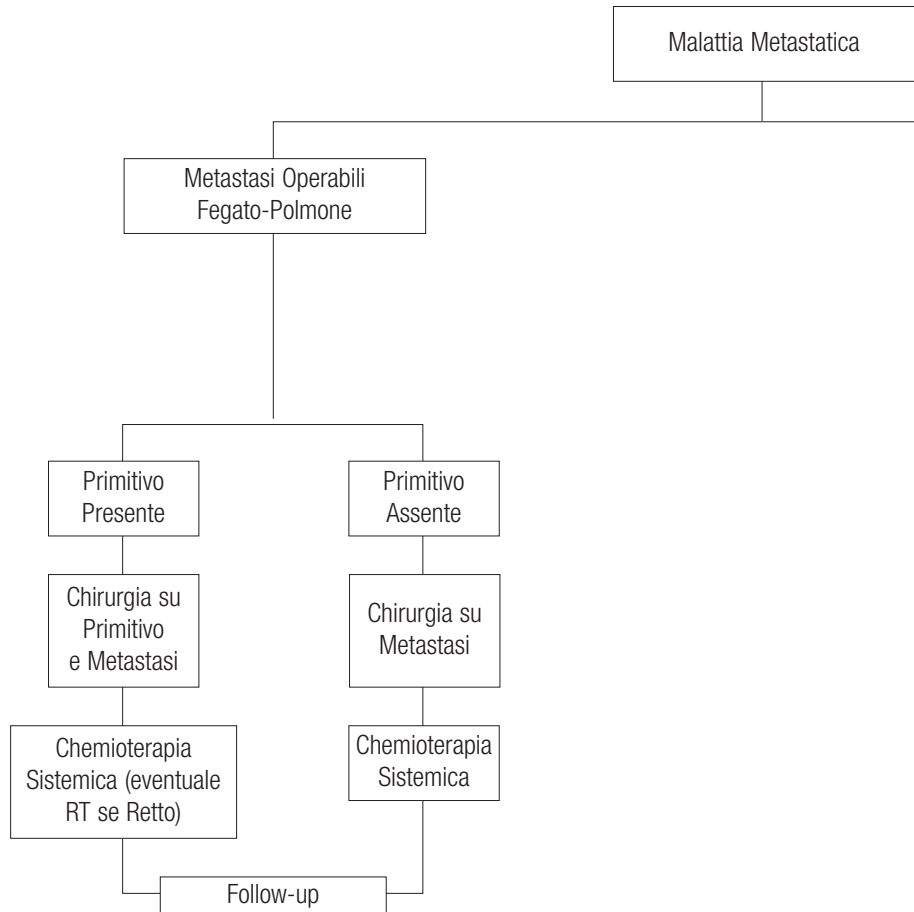 Malattia Metastatica
Metastasi Operabili
Fegato-Polmone
Primitivo
Presente
Primitivo
Assente
Chirurgia su
Primitivo
e Metastasi
Chirurgia su
Metastasi
Chemioterapia
Sistemica (eventuale
RT se Retto)
Chemioterapia
Sistemica
Follow-up